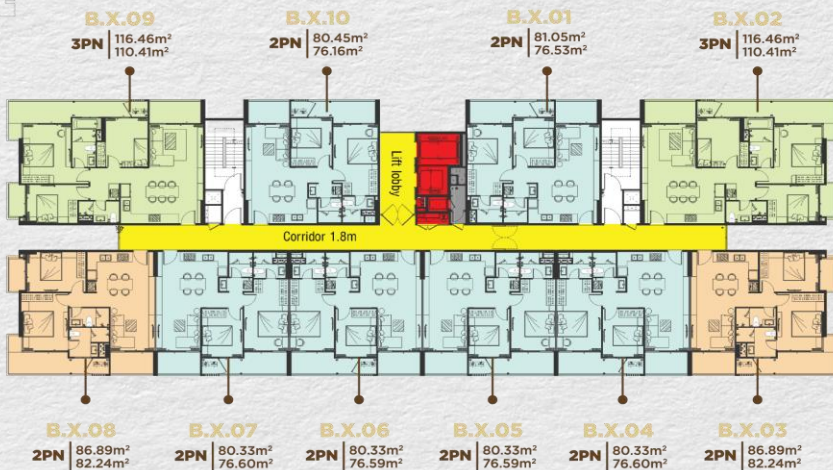 B.X.09
3PN 116.46m²
110.41m²
B.X.10
2PN 80.45m²
76.16m²
B.X.01
2PN 81.05m²
76.53m²
B.X.02
3PN 116.46m²
110.41m²
Lift lobby
Corridor 1.8m
B.X.08
2PN 86.89m²
82.24m²
B.X.07
2PN 80.33m²
76.60m²
B.X.06
2PN 80.33m²
76.59m²
B.X.05
2PN 80.33m²
76.59m²
B.X.04
2PN 80.33m²
76.60m²
B.X.03
2PN 86.89m²
82.24m²